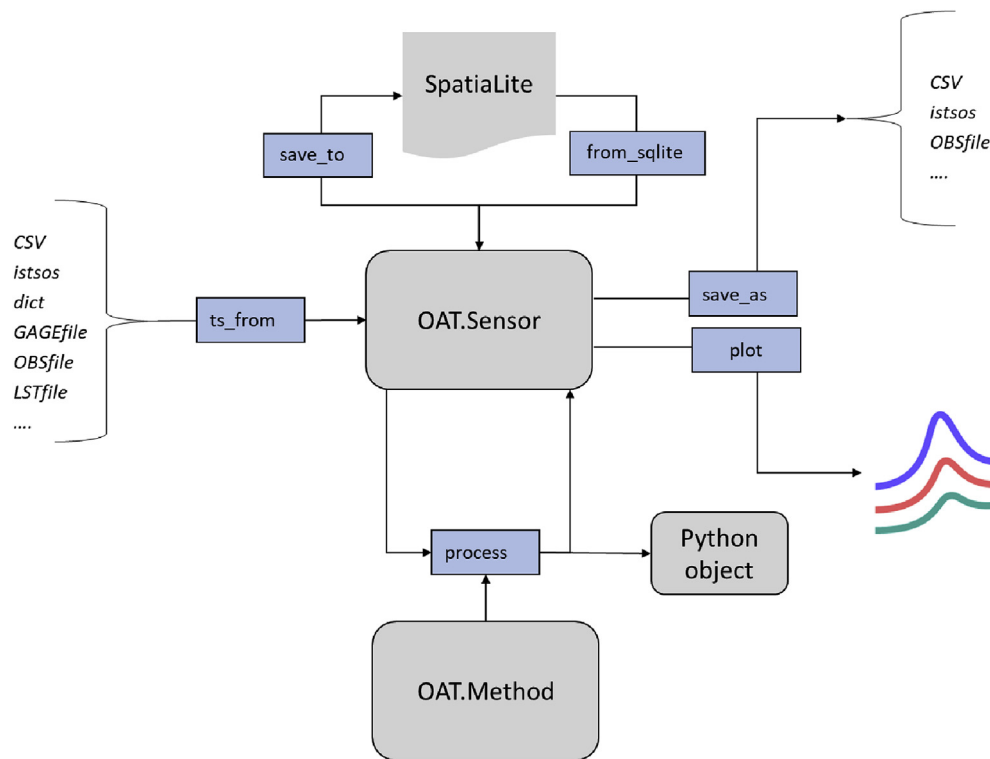 SpatiaLite
save_to
from_sqlite
CSV
istsos
OBSfile
....
CSV
istsos
dict
GAGEfile
OBSfile
LSTfile
....
ts_from
OAT.Sensor
save_as
plot
process
Python
object
OAT.Method